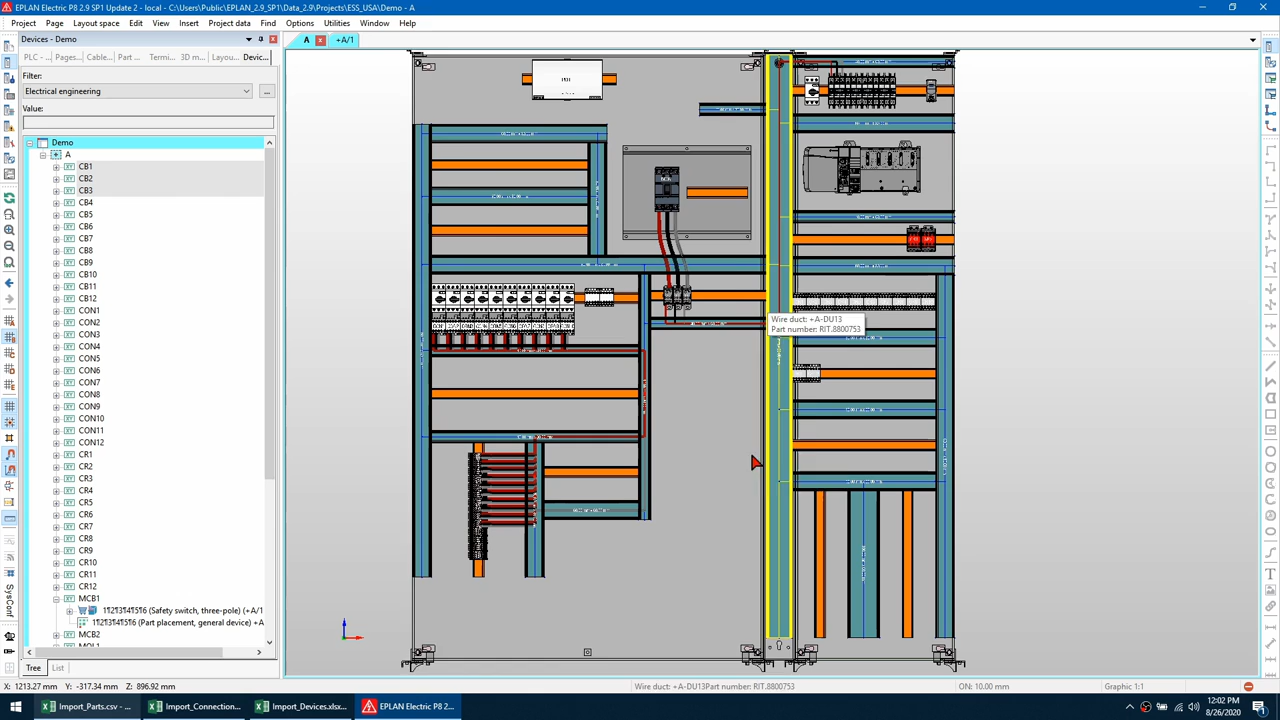 EPLAN Electric P8 2.9 SP1 Update 2 - local - C:\Users\Public\EPLAN_2.9_SP1\Data_2.9\Projects\ESS_USA\Demo - A
Project Page Layout space Edit View Insert Project data Find Options Utilities Window Help
Devices - Demo
PLC -... Pages... Cable... Part ... Termi... 3D m... Layou... Devic...
A +A/1
Filter:
Electrical engineering
...
Value:
Demo
A
CB1
CB2
CB3
CB4
CB5
CB6
CB7
CB8
CB9
CB10
CB11
CB12
CON1
CON2
CON3
CON4
CON5
CON6
CON7
CON8
CON9
CON10
CON11
CON12
CR1
CR2
CR3
CR4
CR5
CR6
CR7
CR8
CR9
CR10
CR11
CR12
MCB1
(Safety switch, three-pole) (+A/1
(Part placement, general device) +A
MCB2
Tree List
SysConf
Wire duct: +A-DU13
Part number: RIT.8800753
X: 1213.27 mm Y: -311.94 mm Z: 896.92 mm
Wire duct: +A-DU13Part number: RIT.8800753
ON: 10.00 mm
Graphic 1:1
Import_Parts.csv - ...
Import_Connection...
Import_Devices.xlsx...
EPLAN Electric P8 2...
12:02 PM
8/26/2020